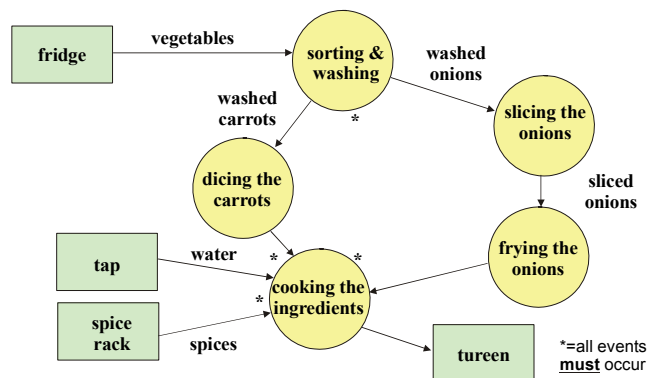 vegetables
fridge
sorting &
washing
washed
onions
washed
carrots
*
slicing the
onions
dicing the
carrots
sliced
onions
water
*
*
tap
frying the
onions
*
cooking the
ingredients
spice
rack
spices
tureen
*=all events
must occur